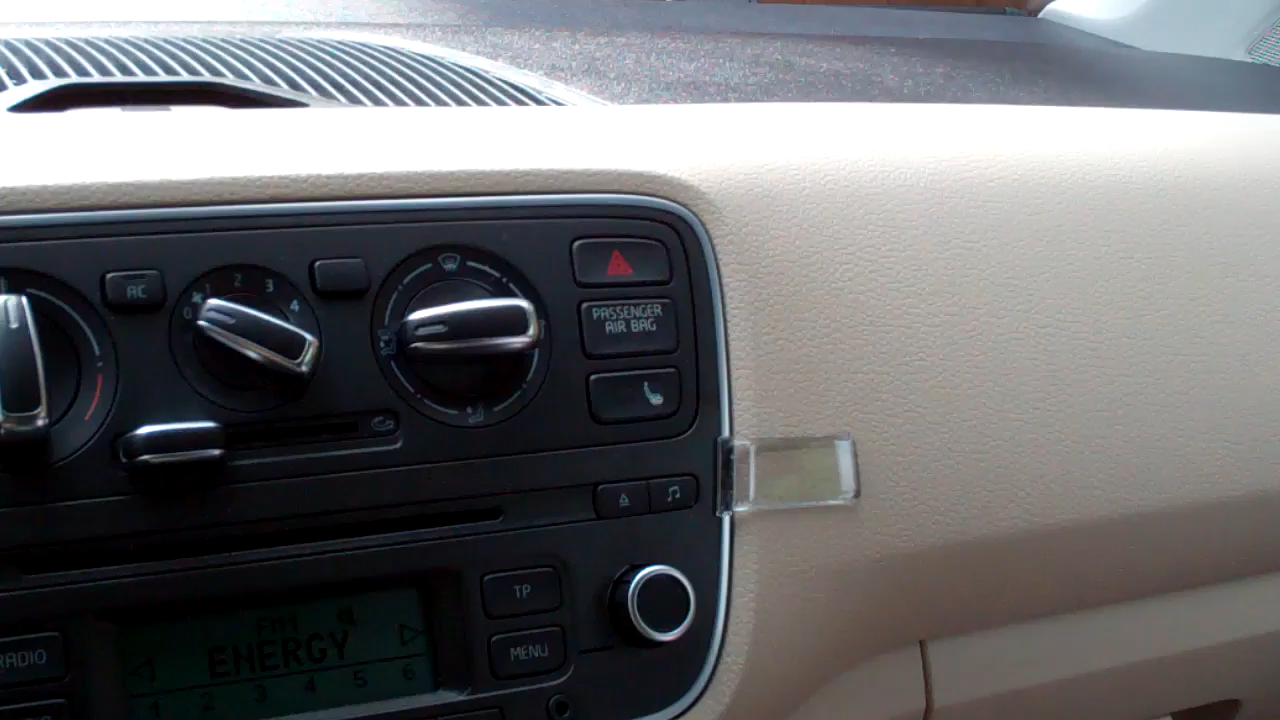 AC
0 1 2 3 4
PASSENGER
AIR BAG
TP
MENU
RADIO
FM1
ENERGY
1 2 3 4 5 6